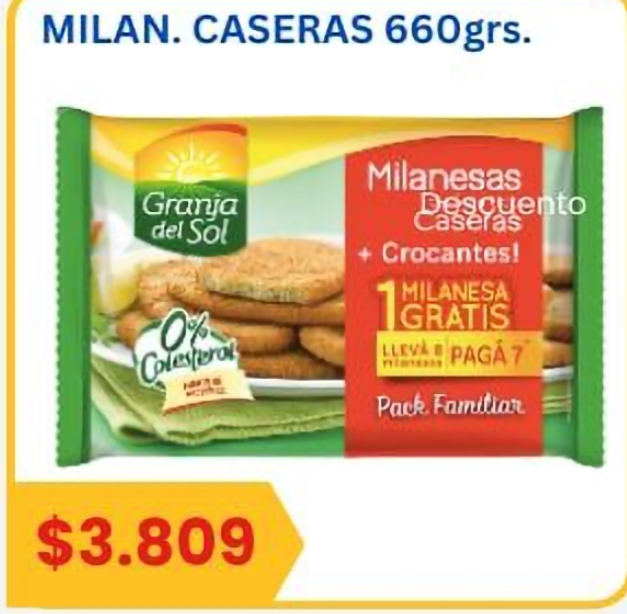 MILAN. CASERAS 660grs.
Granja
del Sol
Milanesas
Descuento
Caseras
+ Crocantes!
1 MILANESA
GRATIS
LLEVÁ 8
PAGÁ 7
0%
Colesterol
Pack Familiar
$3.809